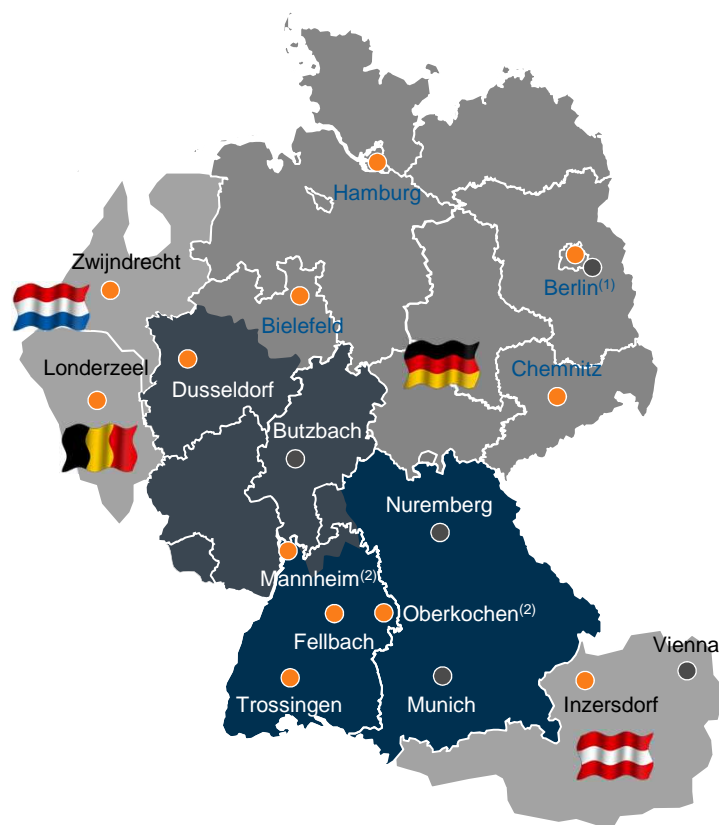 Hamburg
Zwijndrecht
Berlin(1)
Bielefeld
Londerzeel
Chemnitz
Dusseldorf
Butzbach
Nuremberg
Mannheim(2)
Oberkochen(2)
Fellbach
Vienna
Trossingen
Munich
Inzersdorf